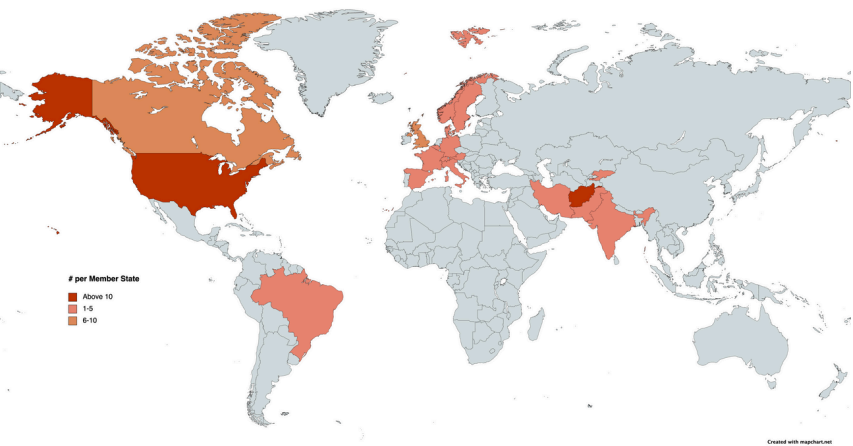 # per Member State
Above 10
1-5
6-10
Created with mapchart.net